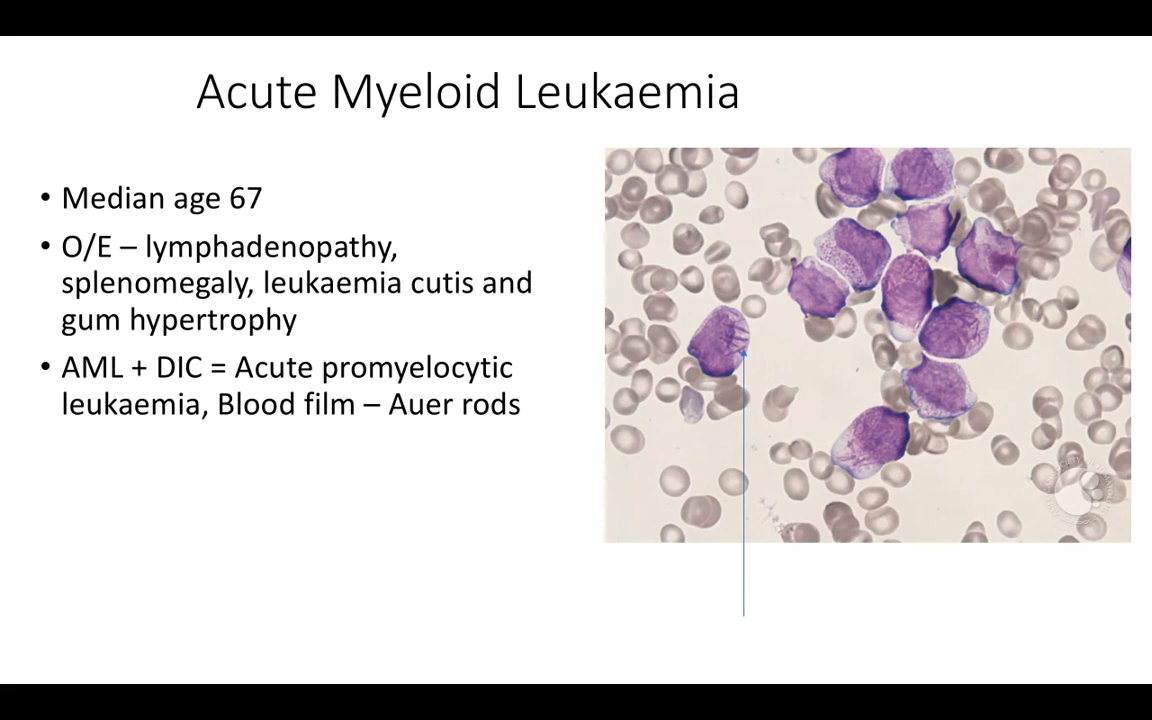 Acute Myeloid Leukaemia
• Median age 67
• O/E – lymphadenopathy,
splenomegaly, leukaemia cutis and
gum hypertrophy
• AML + DIC = Acute promyelocytic
leukaemia, Blood film – Auer rods